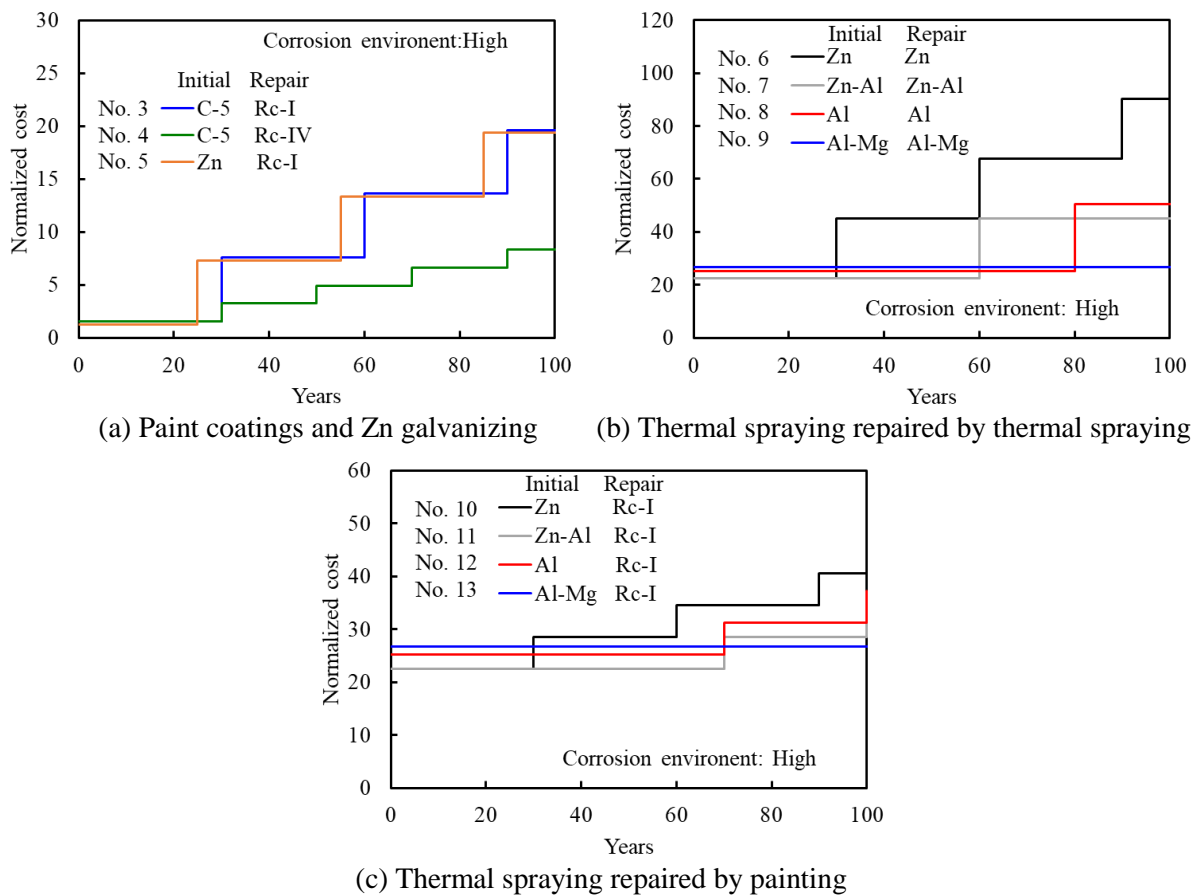 30
25
20
15
10
5
0
Normalized cost
Corrosion environent:High
Initial Repair
No. 3 C-5 Rc-I
No. 4 C-5 Rc-IV
No. 5 Zn Rc-I
0 20 40 60 80 100
Years
(a) Paint coatings and Zn galvanizing
120
100
80
60
40
20
0
Normalized cost
Initial Repair
No. 6 Zn Zn
No. 7 Zn-Al Zn-Al
No. 8 Al Al
No. 9 Al-Mg Al-Mg
Corrosion environent: High
0 20 40 60 80 100
Years
(b) Thermal spraying repaired by thermal spraying
60
50
40
30
20
10
0
Normalized cost
Initial Repair
No. 10 Zn Rc-I
No. 11 Zn-Al Rc-I
No. 12 Al Rc-I
No. 13 Al-Mg Rc-I
Corrosion environent: High
0 20 40 60 80 100
Years
(c) Thermal spraying repaired by painting